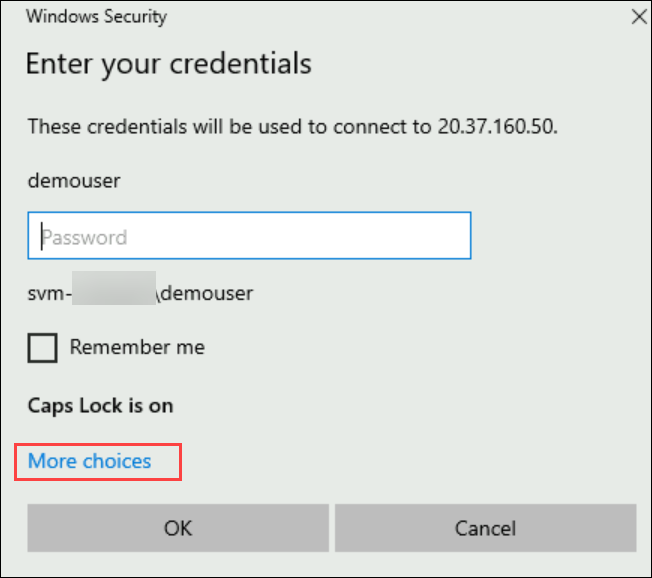 Windows Security
Enter your credentials
These credentials will be used to connect to 20.37.160.50.
demouser
Password
svm- \demouser
Remember me
Caps Lock is on
More choices
OK Cancel